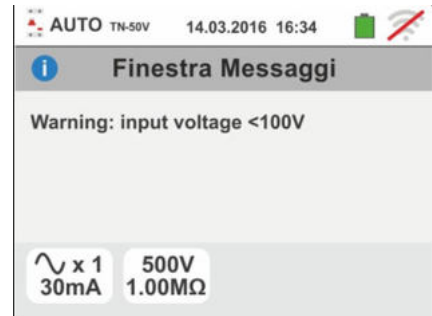 AUTO TN-50V 14.03.2016 16:34
i Finestra Messaggi
Warning: input voltage <100V
x 1 500V
30mA 1.00MΩ